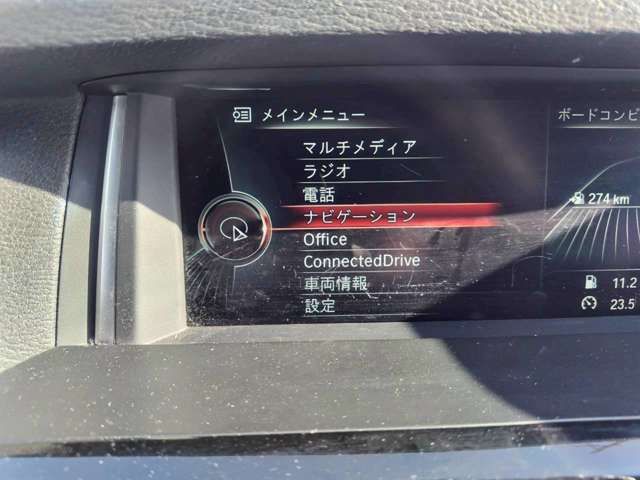 メインメニュー
マルチメディア
ラジオ
電話
ナビゲーション
Office
ConnectedDrive
車両情報
設定
ボードコンピ
274 km
11.2
23.5